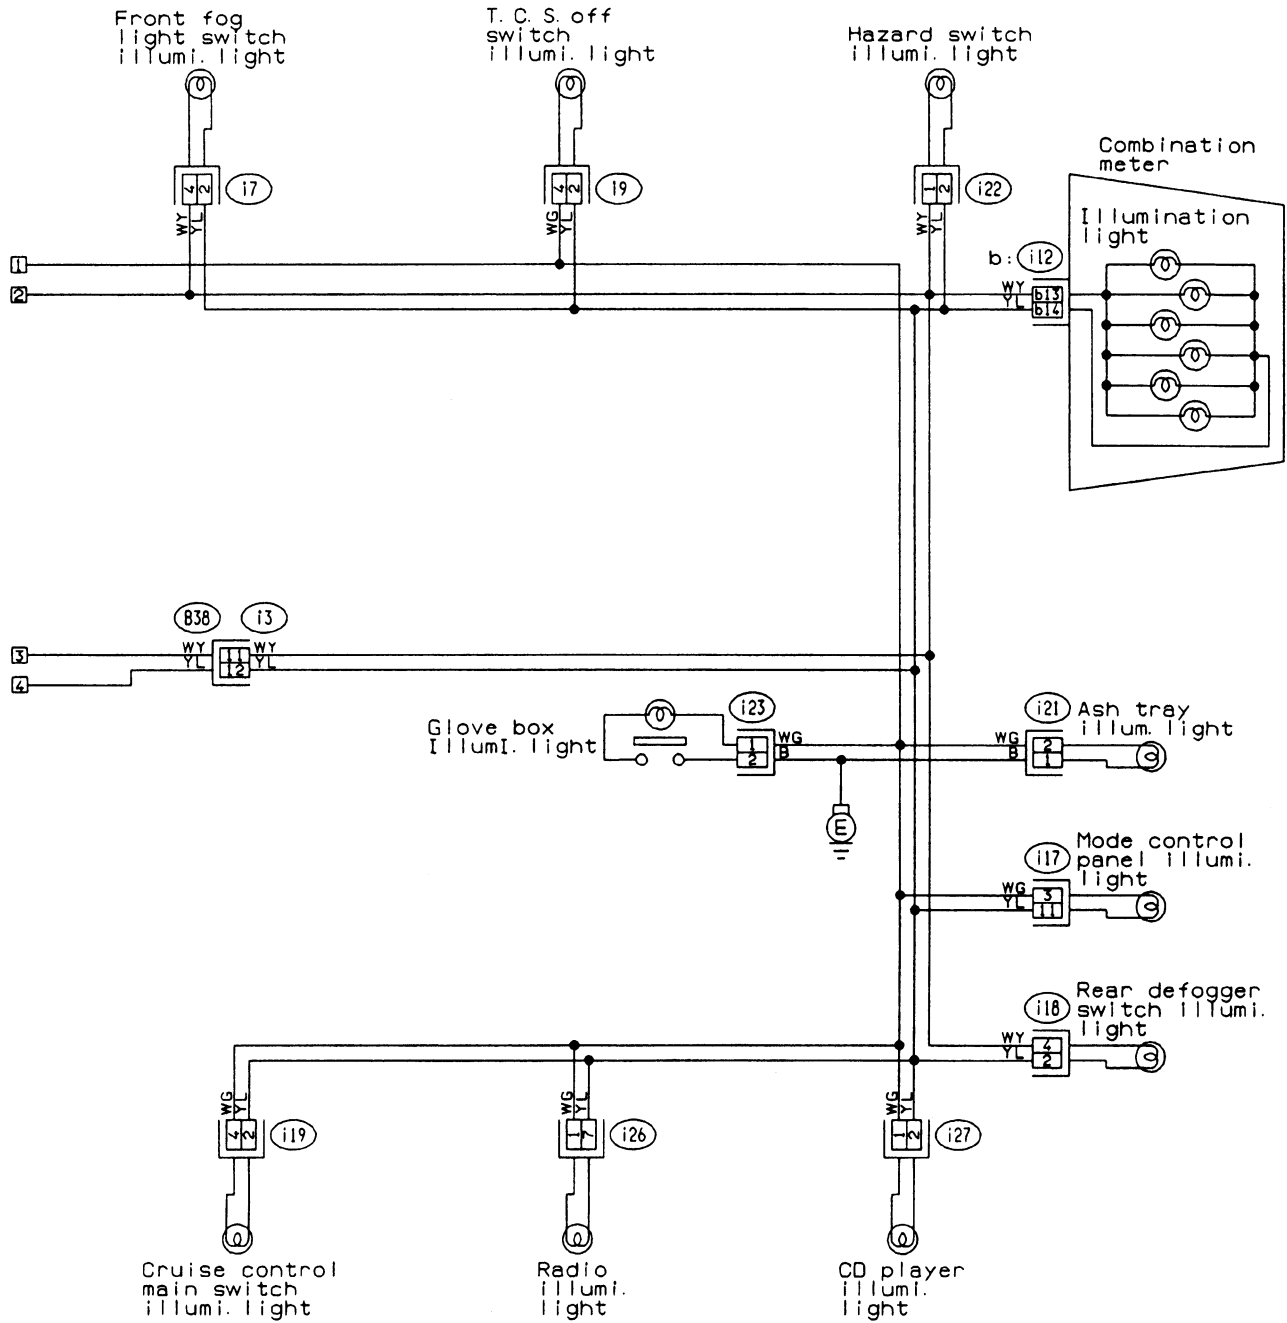 Front fog
light switch
illumi. light
T. C. S. off
switch
illumi. light
Hazard switch
illumi. light
4 2
i7
4 2
i9
1 2
i22
WY
YL
WG
YL
WY
YL
Combination
meter
Illumination
light
1
2
b: i12
WY
YL
b13
b14
B38
i3
3
4
WY
YL
11
12
WY
YL
Glove box
IllumI. light
i23
1
2
WG
B
E
i21
Ash tray
illum. light
WG
B
2
1
i17
Mode control
panel illumi.
light
WG
YL
3
11
i18
Rear defogger
switch illumi.
light
WY
YL
4
2
WG
YL
WG
YL
WG
YL
4 2
i19
1 7
i26
1 2
i27
Cruise control
main switch
illumi. light
Radio
illumi.
light
CD player
illumi.
light